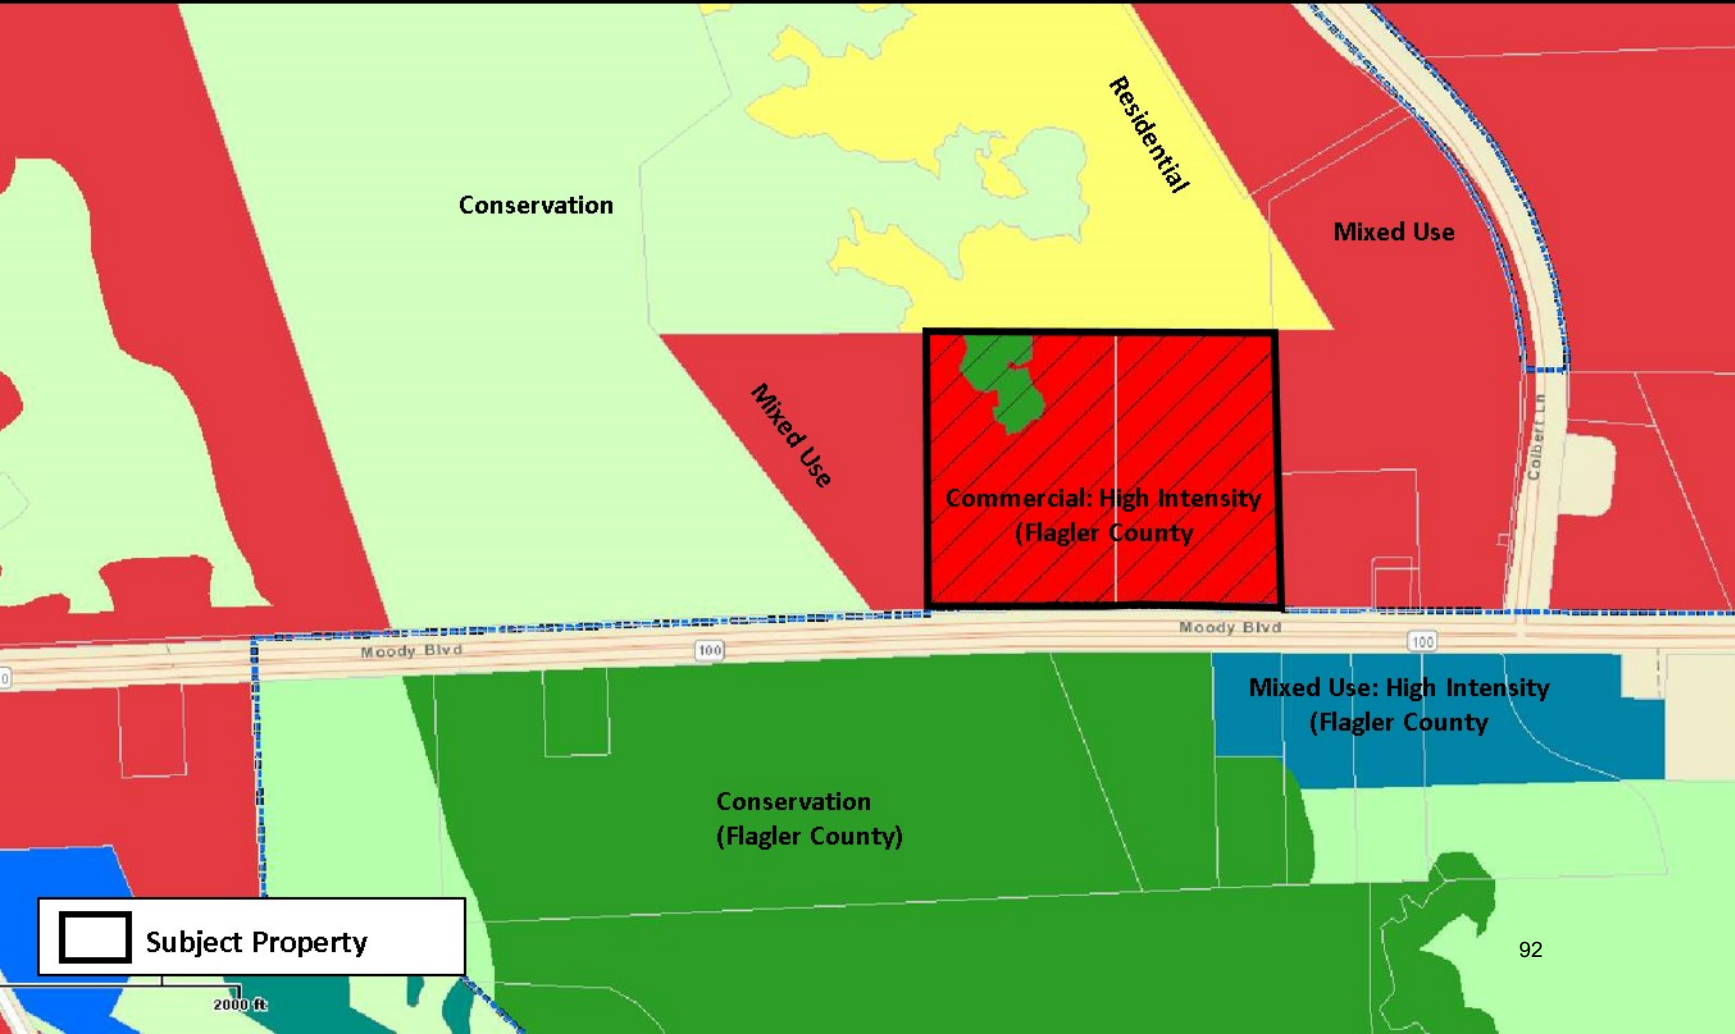 Residential
Conservation
Mixed Use
Mixed Use
Colbert Ln
Commercial: High Intensity
(Flagler County
Moody Blvd
Moody Blvd
100
100
0
Mixed Use: High Intensity
(Flagler County
Conservation
(Flagler County)
Subject Property
92
2000 ft